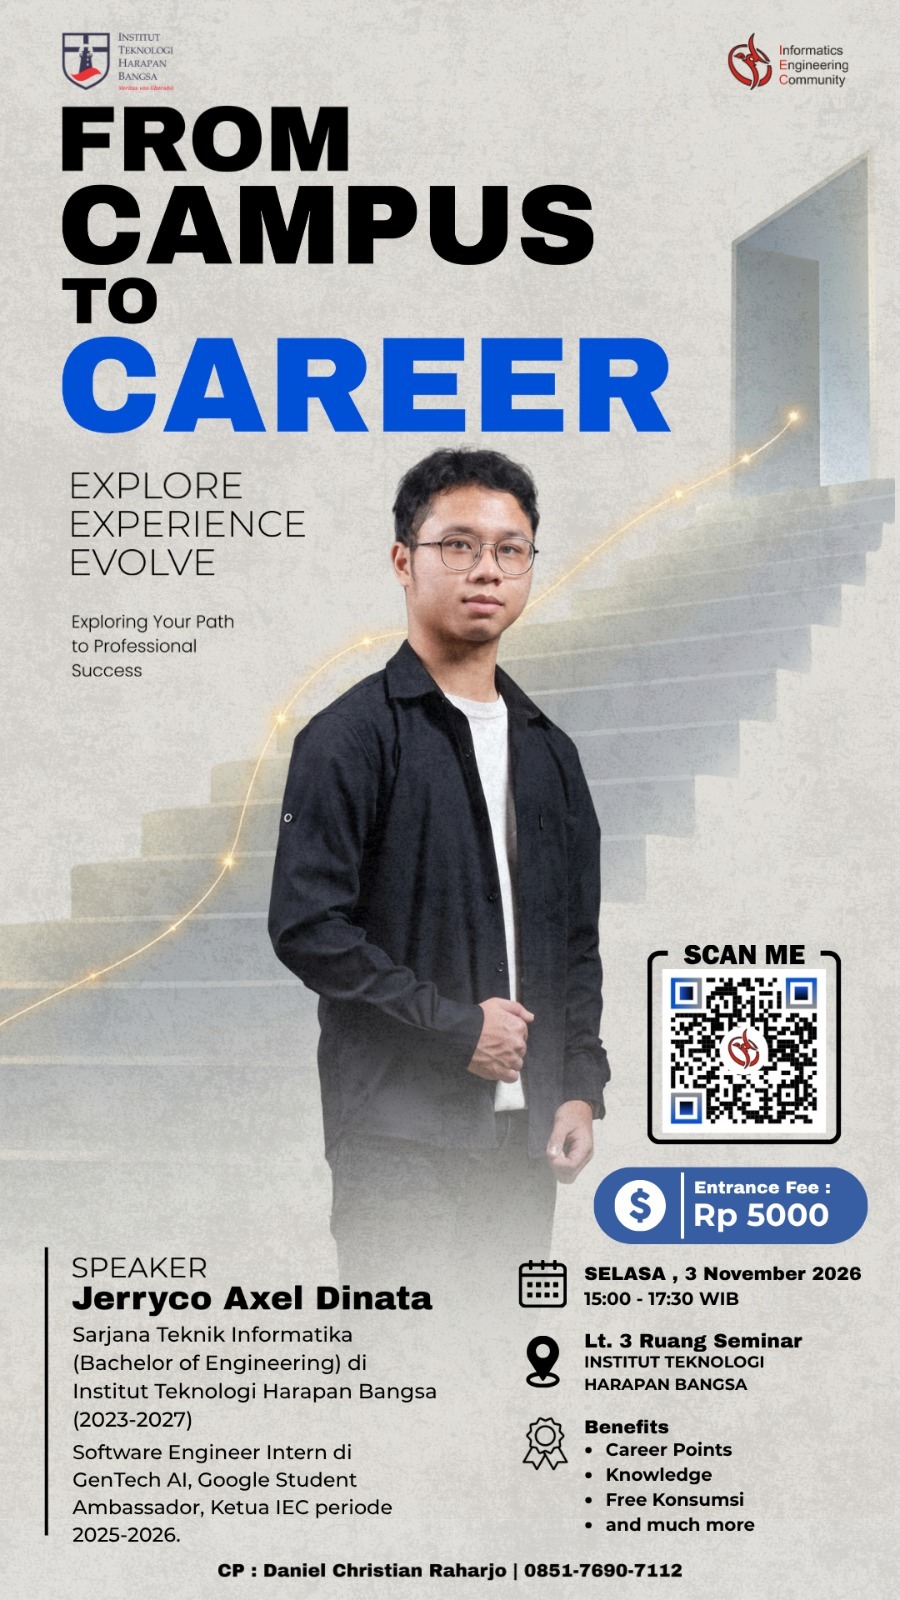 INSTITUT
TEKNOLOGI
HARAPAN
BANGSA
Veritas vos liberabit
Informatics
Engineering
Community
FROM
CAMPUS
TO
CAREER
EXPLORE
EXPERIENCE
EVOLVE
Exploring Your Path
to Professional
Success
SCAN ME
Entrance Fee :
Rp 5000
SPEAKER
Jerryco Axel Dinata
Sarjana Teknik Informatika
(Bachelor of Engineering) di
Institut Teknologi Harapan Bangsa
(2023-2027)
Software Engineer Intern di
GenTech AI, Google Student
Ambassador, Ketua IEC periode
2025-2026.
SELASA , 3 November 2026
15:00 - 17:30 WIB
Lt. 3 Ruang Seminar
INSTITUT TEKNOLOGI
HARAPAN BANGSA
Benefits
• Career Points
• Knowledge
• Free Konsumsi
• and much more
CP : Daniel Christian Raharjo | 0851-7690-7112